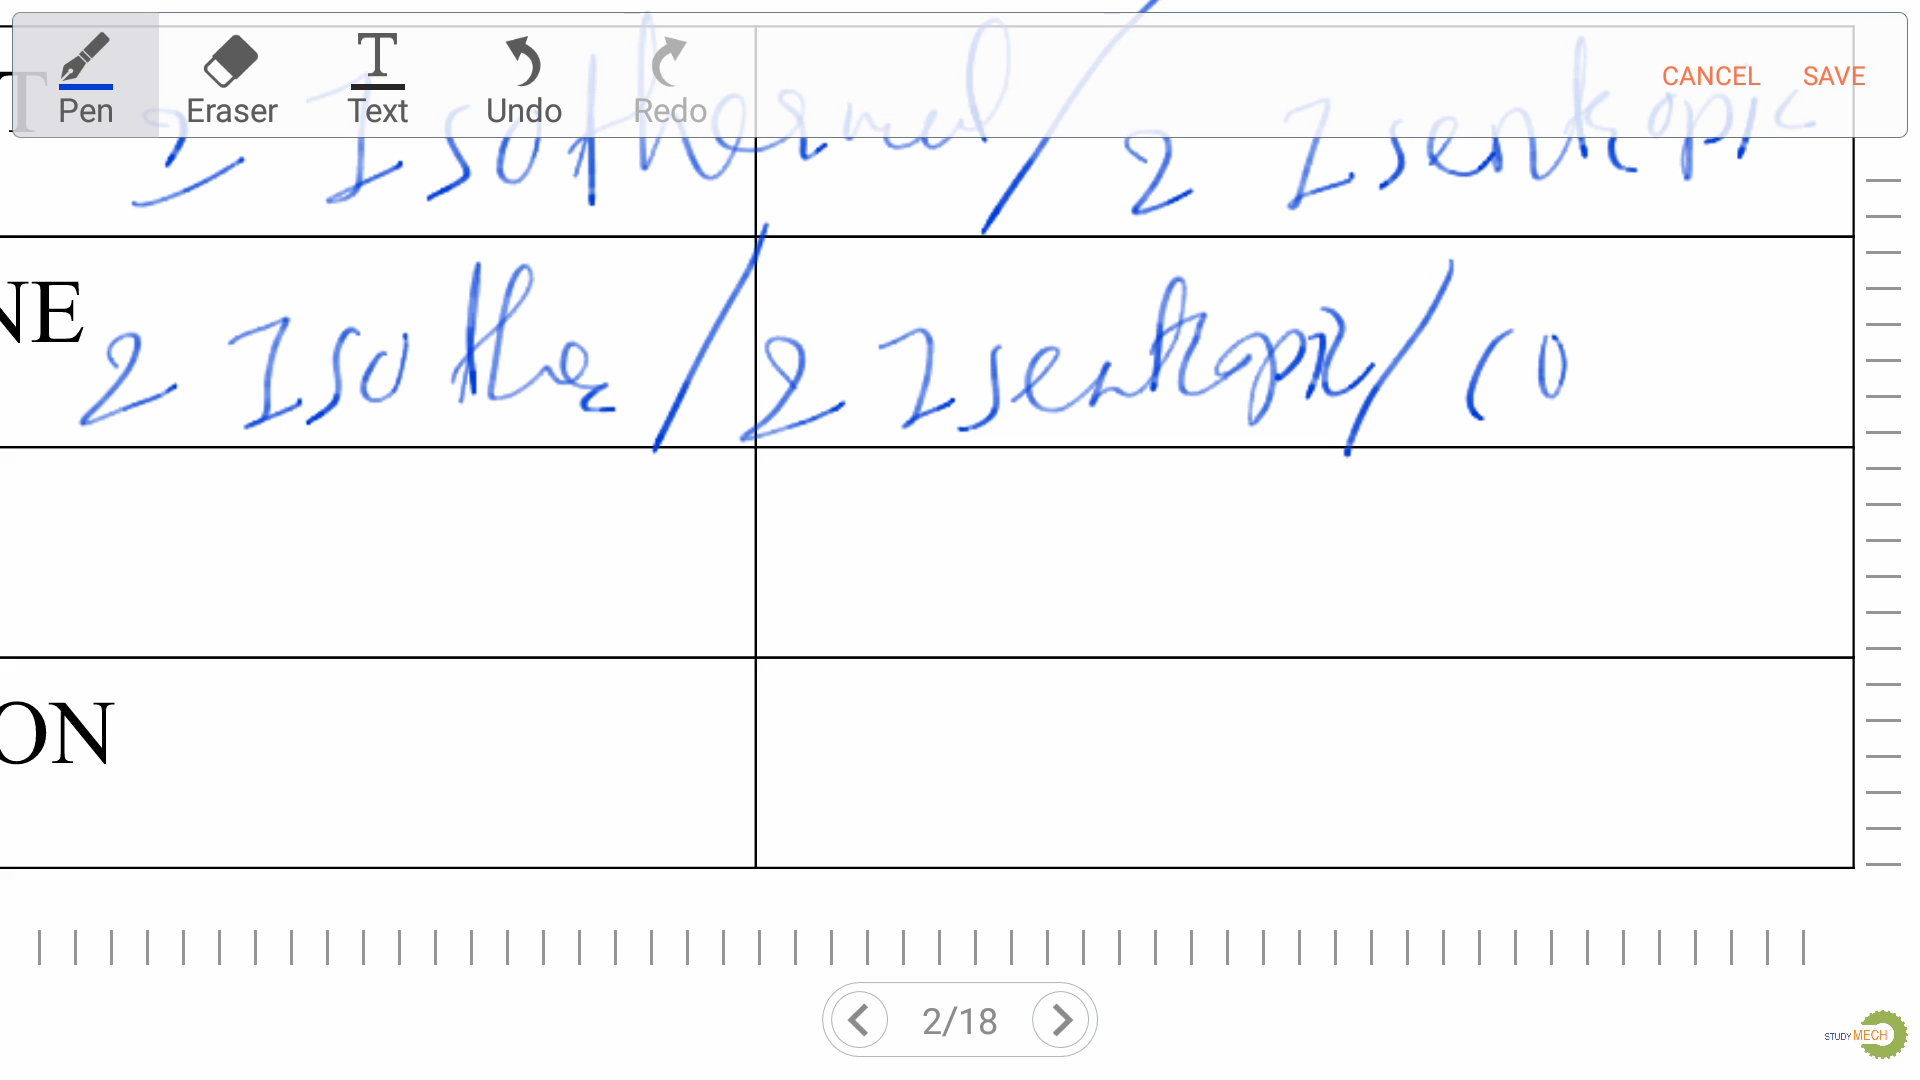 Pen Eraser Text Undo Redo CANCEL SAVE
T 2 Isothermal / 2 Isentropic
NE 2 Isothe / 2 Isentropic / co
ON
2/18
STUDY MECH